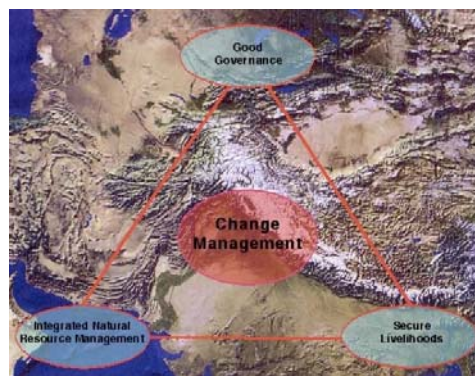 Good
Governance
Change
Management
Integrated Natural
Resource Management
Secure
Livelihoods